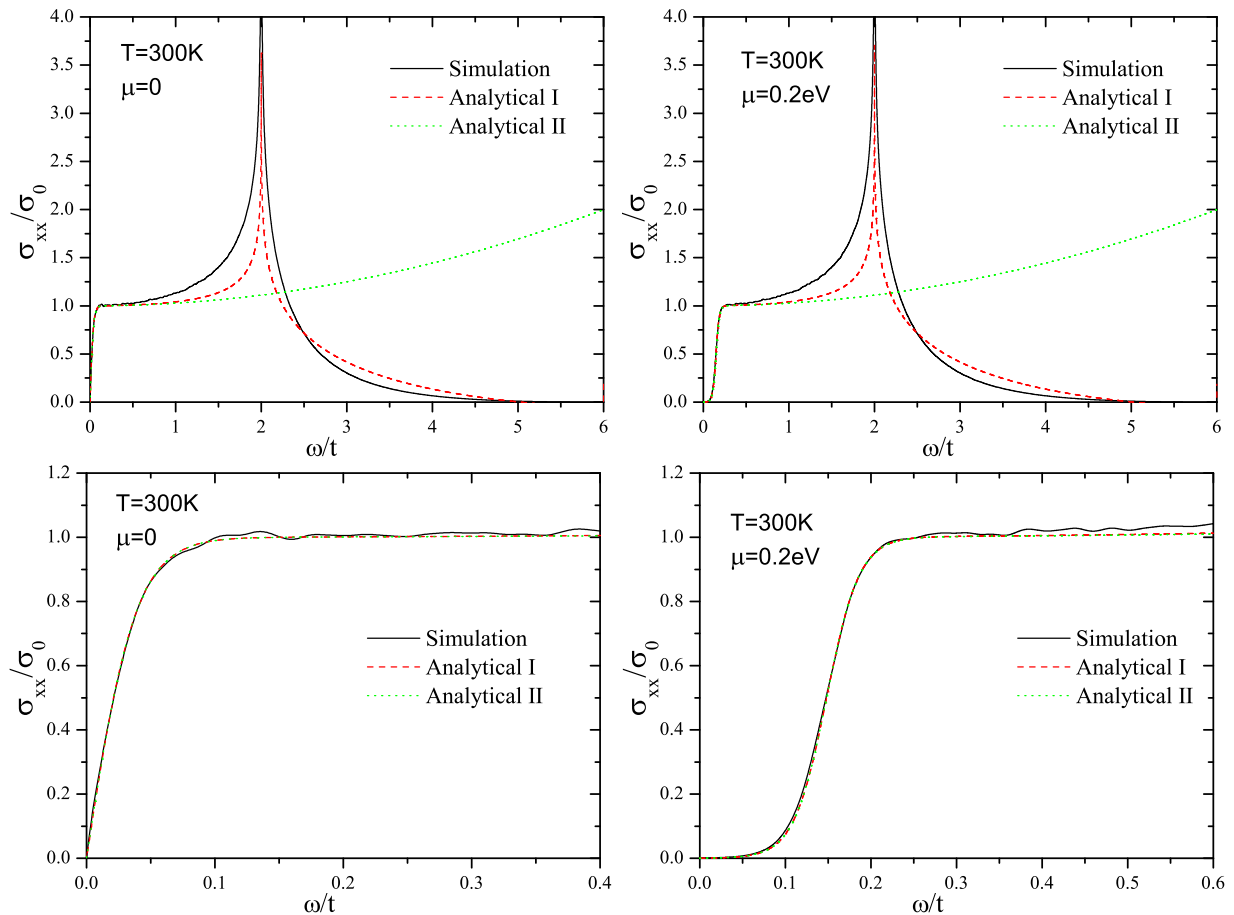 4.0
3.5
3.0
2.5
2.0
1.5
1.0
0.5
0.0
σxx/σ0
T=300K
μ=0
Simulation
Analytical I
Analytical II
0 1 2 3 4 5 6
ω/t
4.0
3.5
3.0
2.5
2.0
1.5
1.0
0.5
0.0
σxx/σ0
T=300K
μ=0.2eV
Simulation
Analytical I
Analytical II
0 1 2 3 4 5 6
ω/t
1.2
1.0
0.8
0.6
0.4
0.2
0.0
σxx/σ0
T=300K
μ=0
Simulation
Analytical I
Analytical II
0.0 0.1 0.2 0.3 0.4
ω/t
1.2
1.0
0.8
0.6
0.4
0.2
0.0
σxx/σ0
T=300K
μ=0.2eV
Simulation
Analytical I
Analytical II
0.0 0.1 0.2 0.3 0.4 0.5 0.6
ω/t